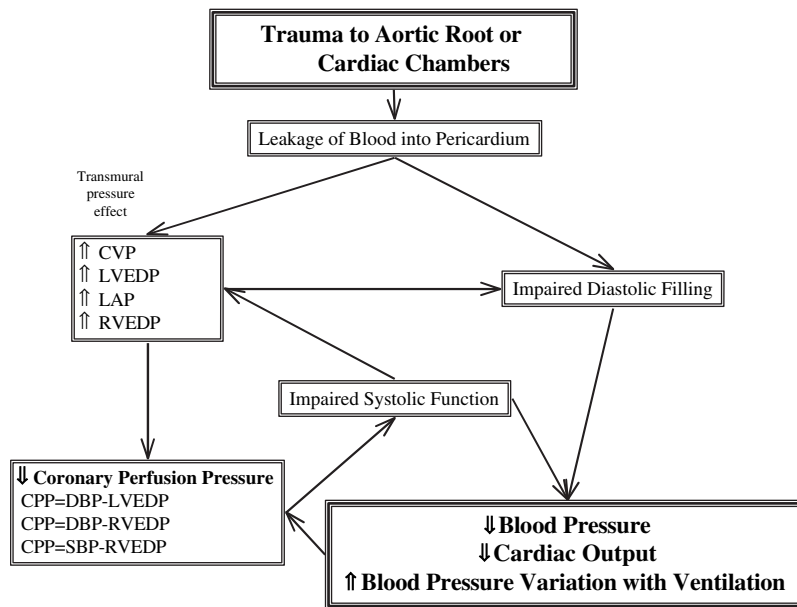 Trauma to Aortic Root or
Cardiac Chambers
Leakage of Blood into Pericardium
Transmural
pressure
effect
⇑ CVP
⇑ LVEDP
⇑ LAP
⇑ RVEDP
Impaired Diastolic Filling
Impaired Systolic Function
⇓ Coronary Perfusion Pressure
CPP=DBP-LVEDP
CPP=DBP-RVEDP
CPP=SBP-RVEDP
⇓Blood Pressure
⇓Cardiac Output
⇑Blood Pressure Variation with Ventilation